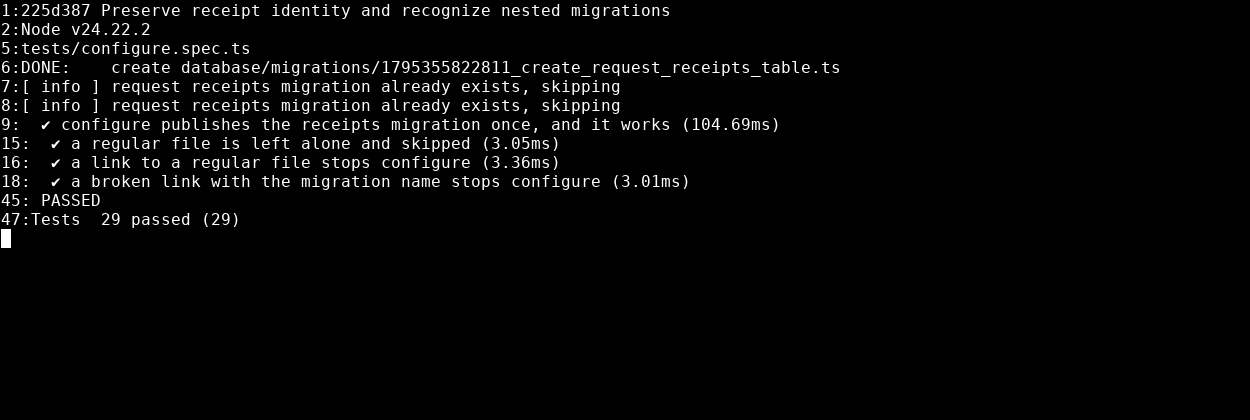 1:225d387 Preserve receipt identity and recognize nested migrations
2:Node v24.22.2
5:tests/configure.spec.ts
6:DONE:    create database/migrations/1795355822811_create_request_receipts_table.ts
7:[ info ] request receipts migration already exists, skipping
8:[ info ] request receipts migration already exists, skipping
9:  ✔ configure publishes the receipts migration once, and it works (104.69ms)
15:  ✔ a regular file is left alone and skipped (3.05ms)
16:  ✔ a link to a regular file stops configure (3.36ms)
18:  ✔ a broken link with the migration name stops configure (3.01ms)
45: PASSED
47:Tests  29 passed (29)